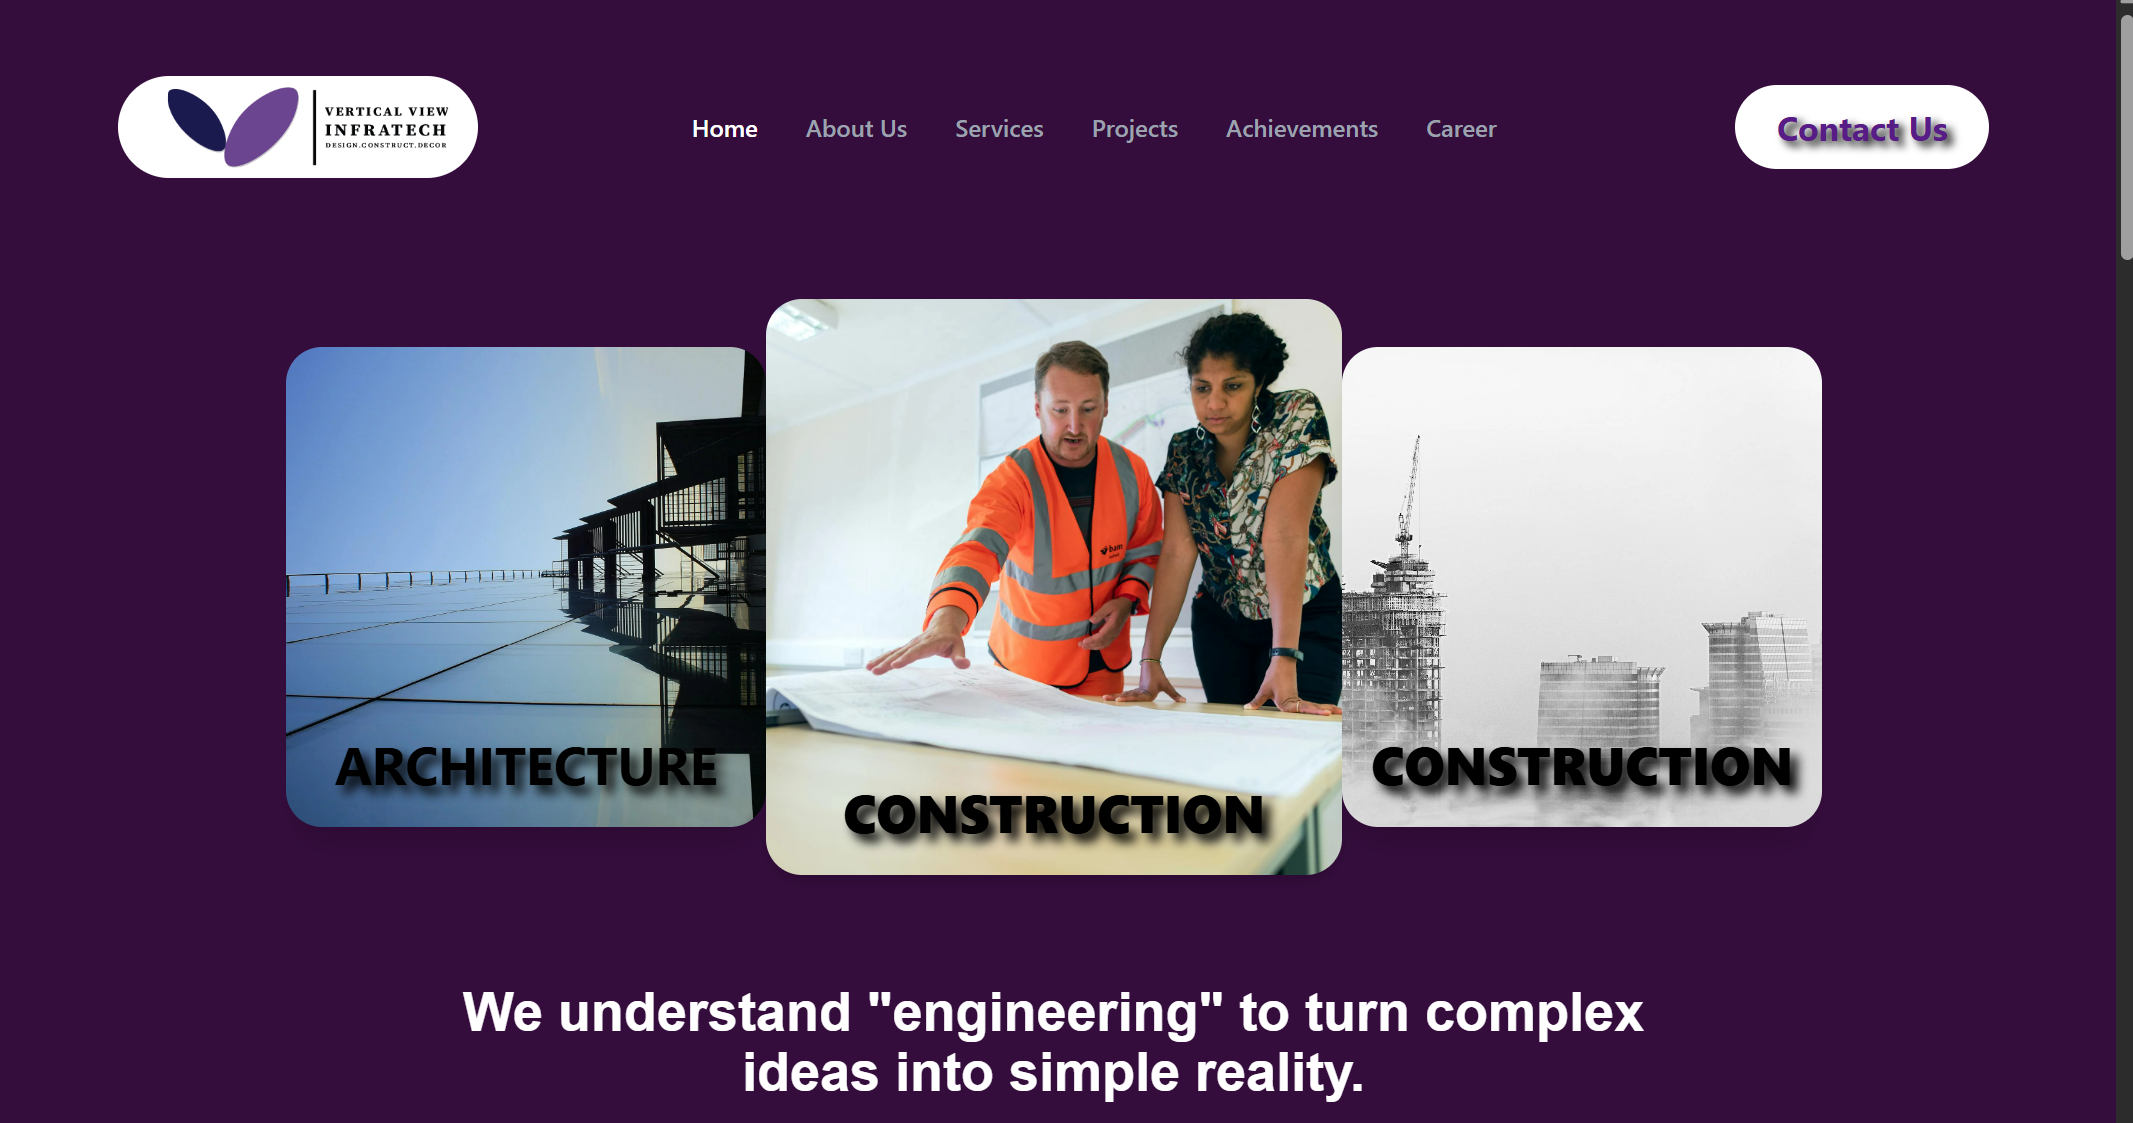 VERTICAL VIEW
INFRATECH
DESIGN.CONSTRUCT.DECOR
Home
About Us
Services
Projects
Achievements
Career
Contact Us
bam
ARCHITECTURE
CONSTRUCTION
CONSTRUCTION
We understand "engineering" to turn complex
ideas into simple reality.